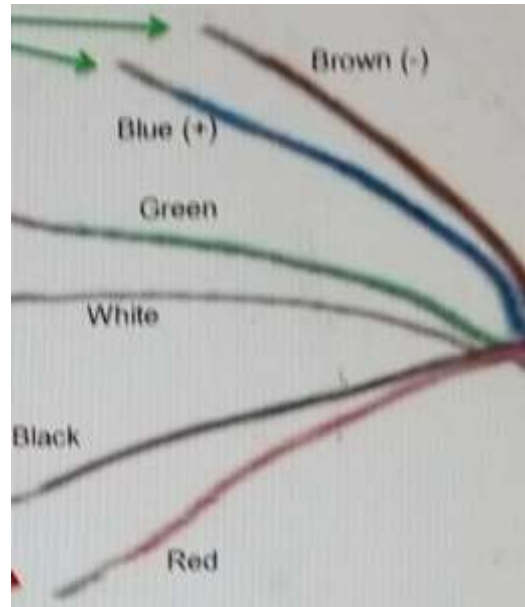 Brown (-)
Blue (+)
Green
White
Black
Red